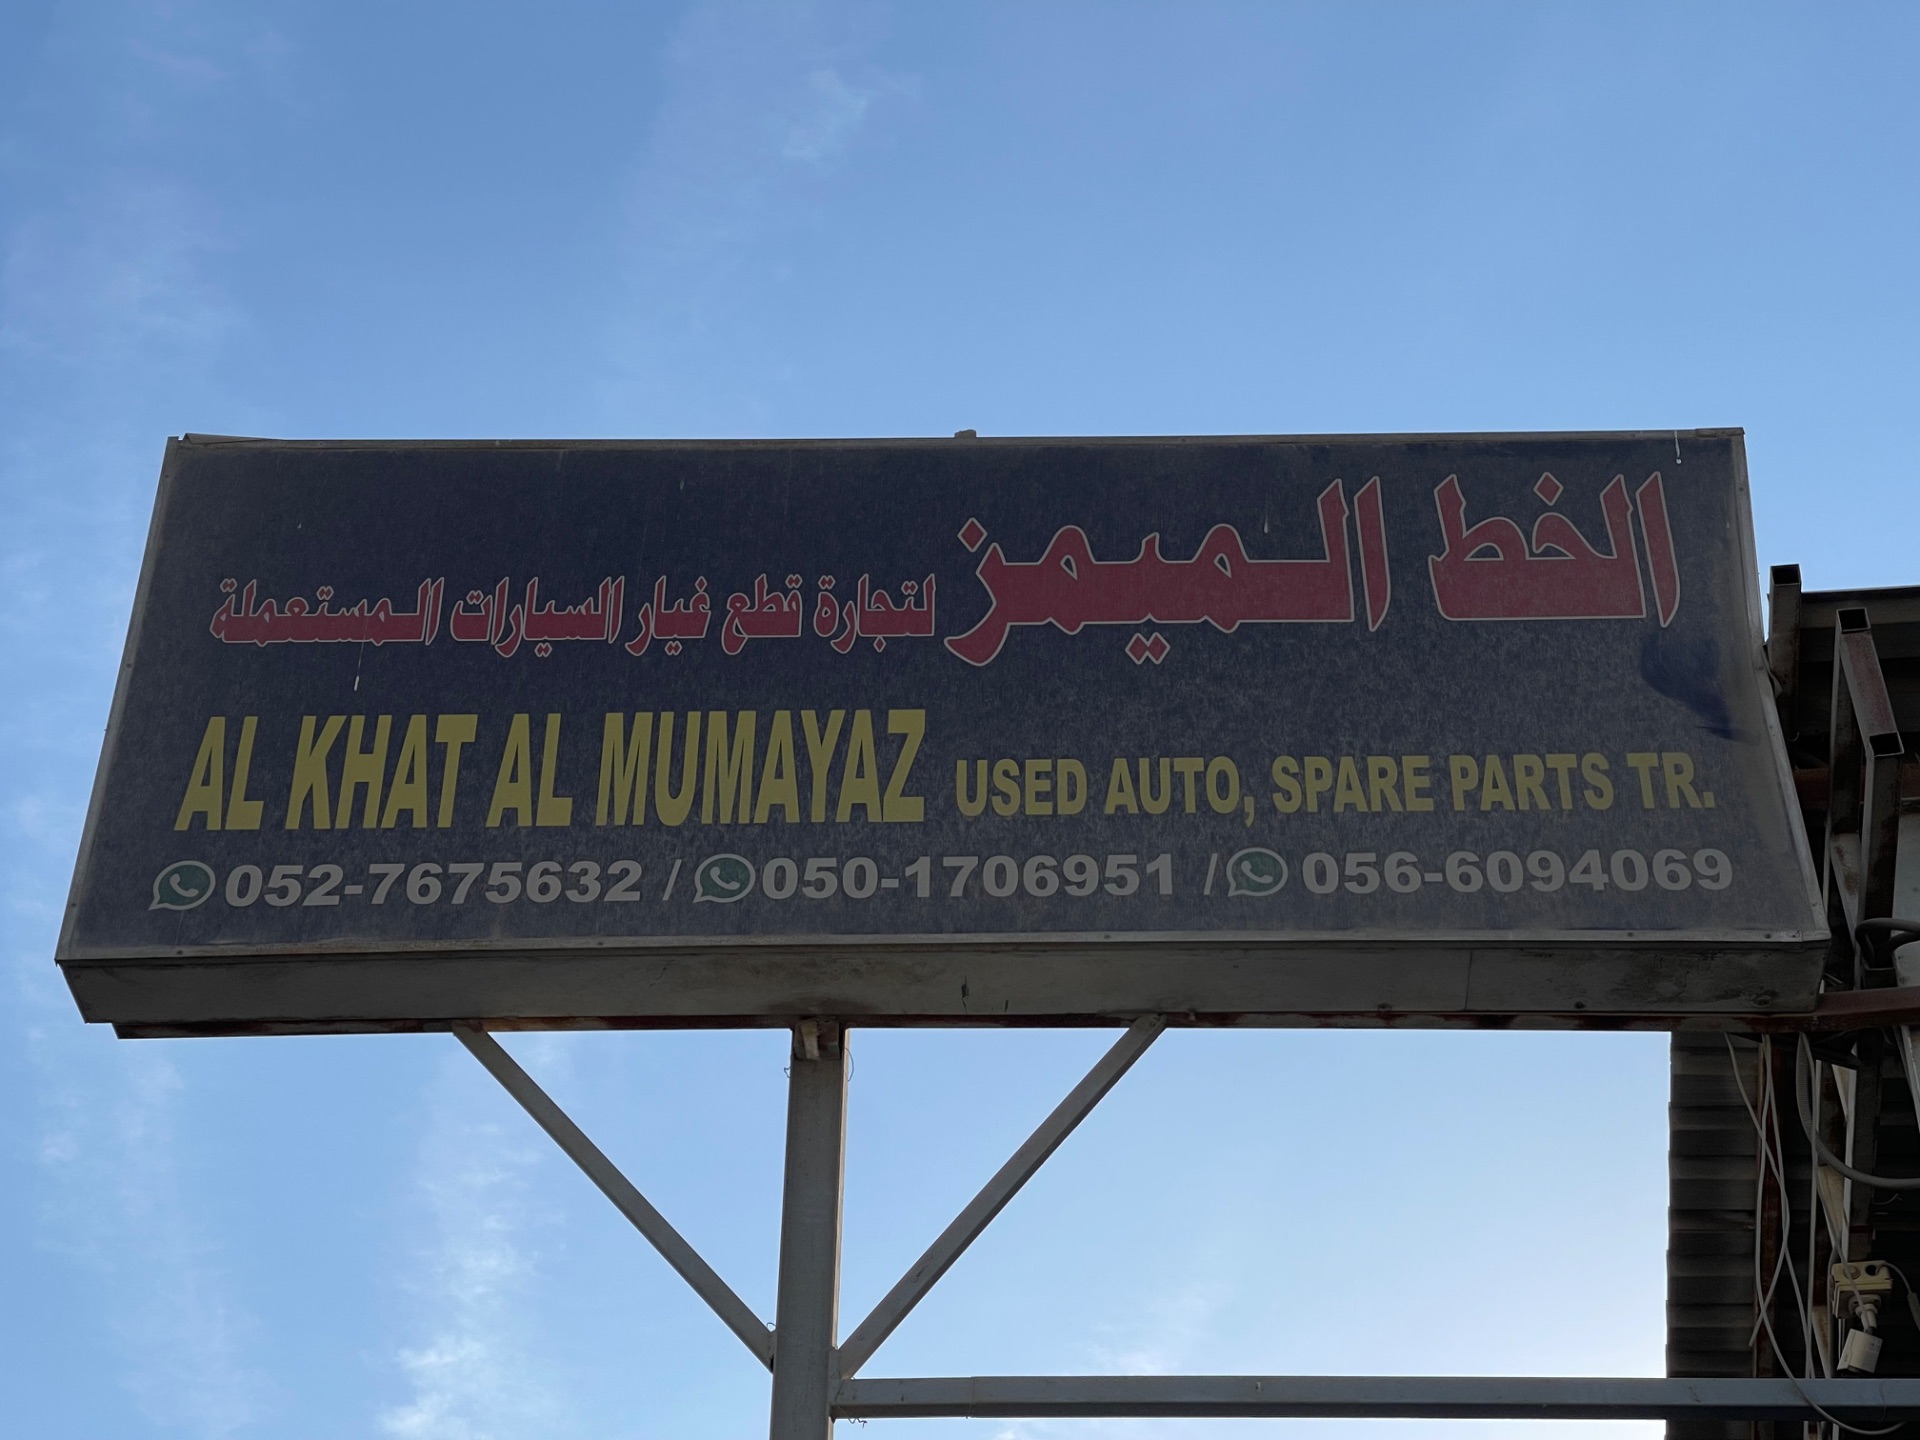 الخط الميمز لتجارة قطع غيار السيارات المستعملة
AL KHAT AL MUMAYAZ USED AUTO, SPARE PARTS TR.
052-7675632 / 050-1706951 / 056-6094069